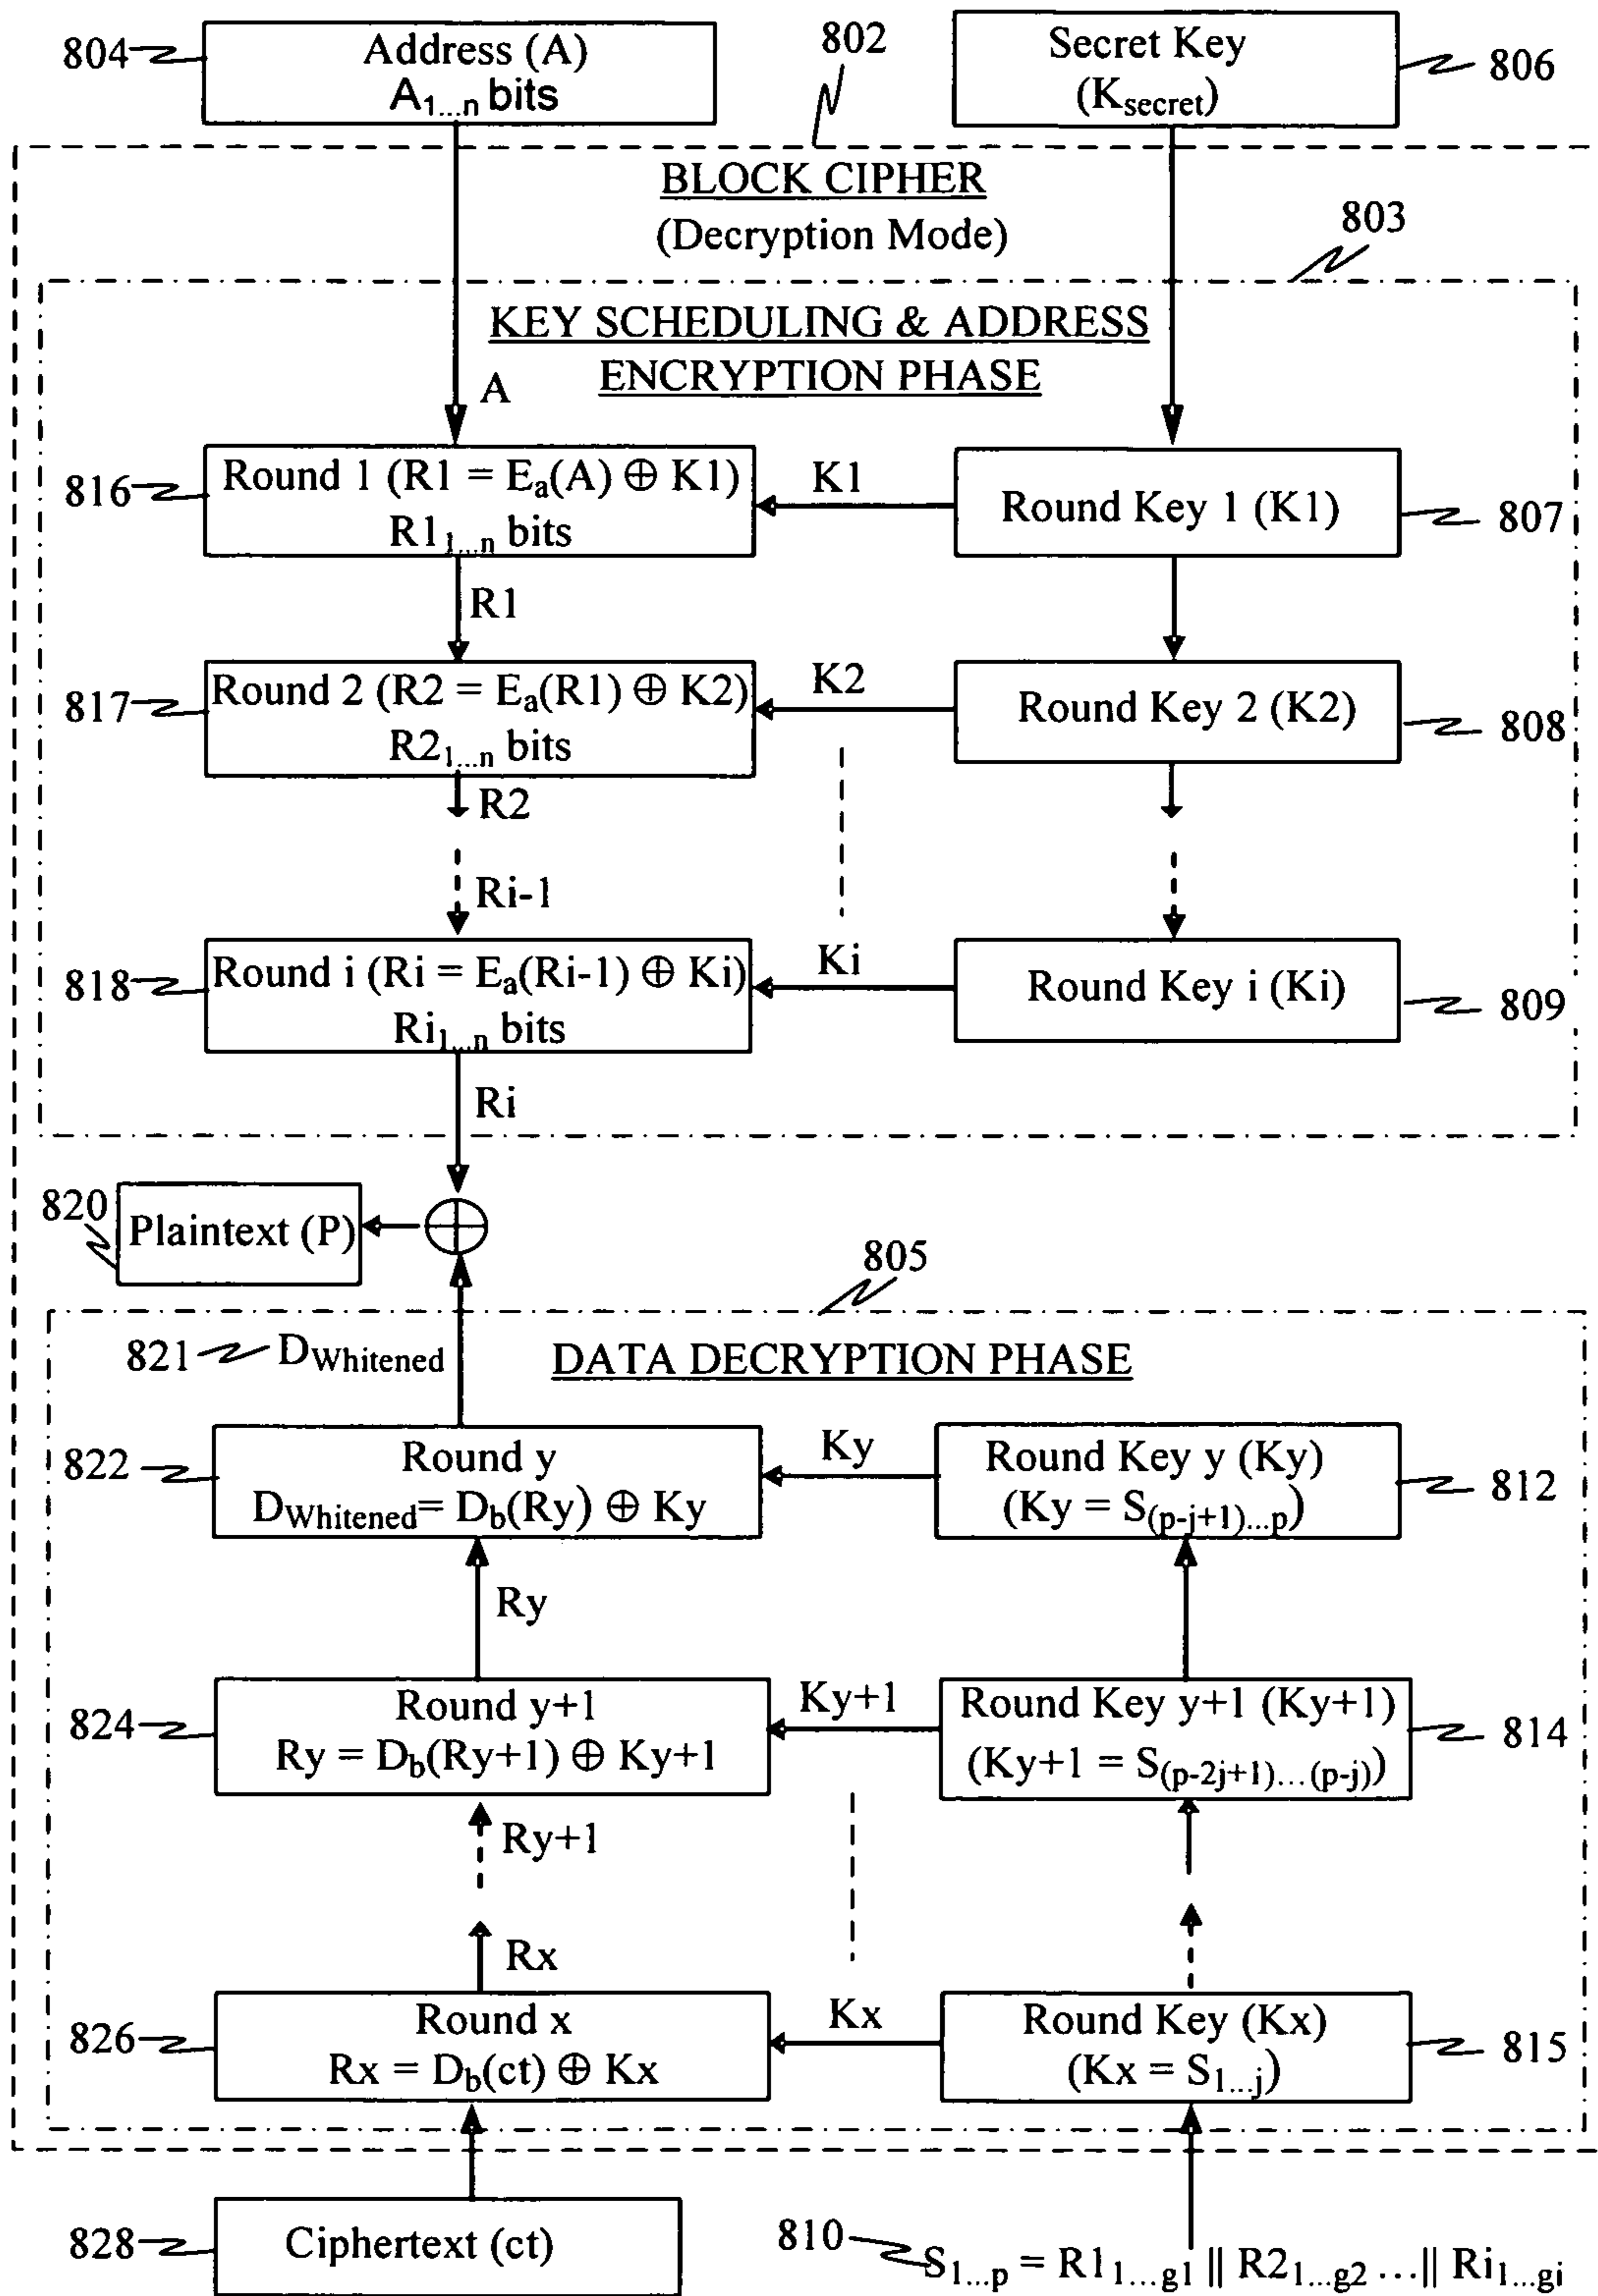 804
Address (A)
A1...n bits
802
Secret Key
(Ksecret)
806
BLOCK CIPHER
(Decryption Mode)
803
KEY SCHEDULING & ADDRESS
ENCRYPTION PHASE
A
816
Round 1 (R1 = Ea(A) ⊕ K1)
R11...n bits
K1
Round Key 1 (K1)
807
R1
817
Round 2 (R2 = Ea(R1) ⊕ K2)
R21...n bits
K2
Round Key 2 (K2)
808
R2
Ri-1
818
Round i (Ri = Ea(Ri-1) ⊕ Ki)
Ri1...n bits
Ki
Round Key i (Ki)
809
Ri
820
Plaintext (P)
805
821
DWhitened
DATA DECRYPTION PHASE
822
Round y
DWhitened= Db(Ry) ⊕ Ky
Ky
Round Key y (Ky)
(Ky = S(p-j+1)...p)
812
Ry
824
Round y+1
Ry = Db(Ry+1) ⊕ Ky+1
Ky+1
Round Key y+1 (Ky+1)
(Ky+1 = S(p-2j+1)...(p-j))
814
Ry+1
Rx
826
Round x
Rx = Db(ct) ⊕ Kx
Kx
Round Key (Kx)
(Kx = S1...j)
815
828
Ciphertext (ct)
810
S1...p = R11...g1 || R21...g2 ...|| Ri1...gi